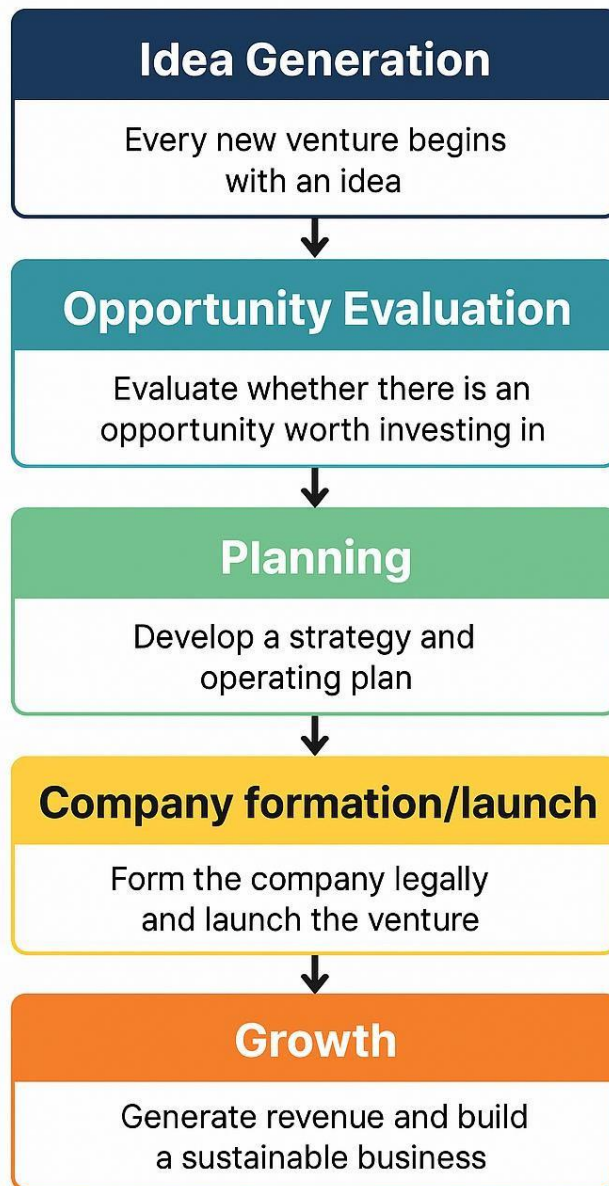 Idea Generation
Every new venture begins
with an idea
Opportunity Evaluation
Evaluate whether there is an
opportunity worth investing in
Planning
Develop a strategy and
operating plan
Company formation/launch
Form the company legally
and launch the venture
Growth
Generate revenue and build
a sustainable business